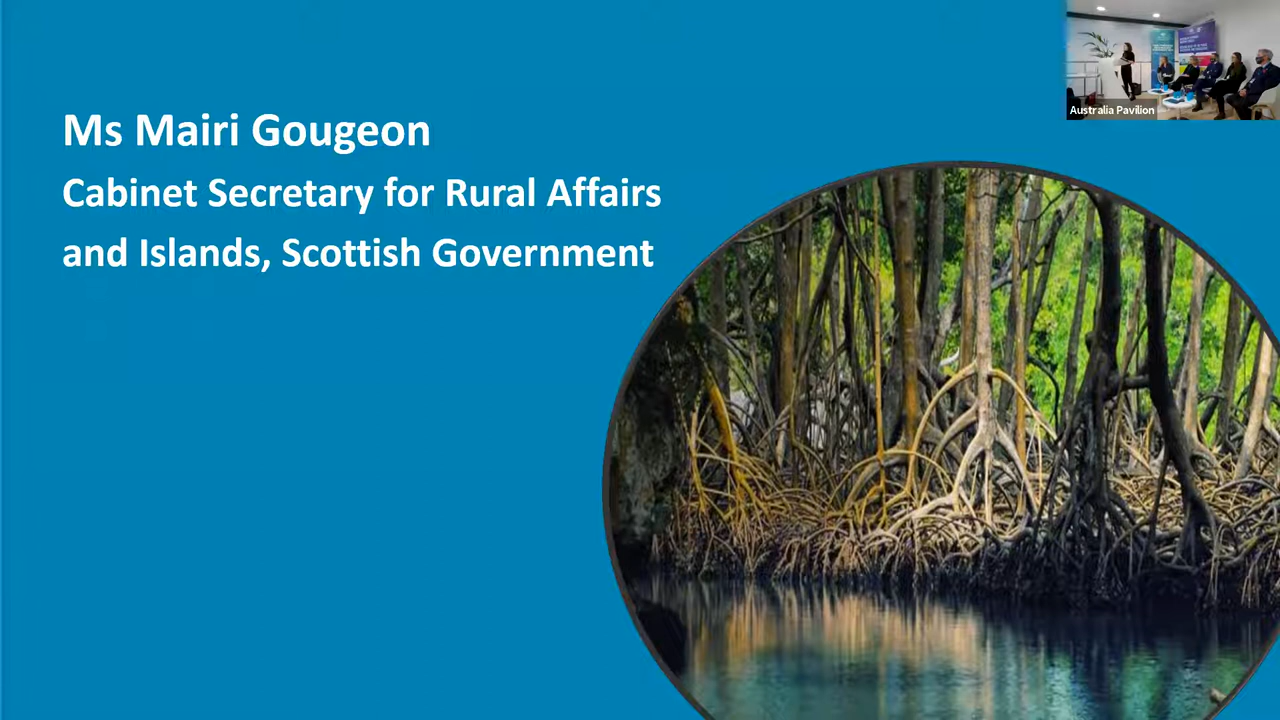 Ms Mairi Gougeon
Cabinet Secretary for Rural Affairs
and Islands, Scottish Government
Australia Pavilion